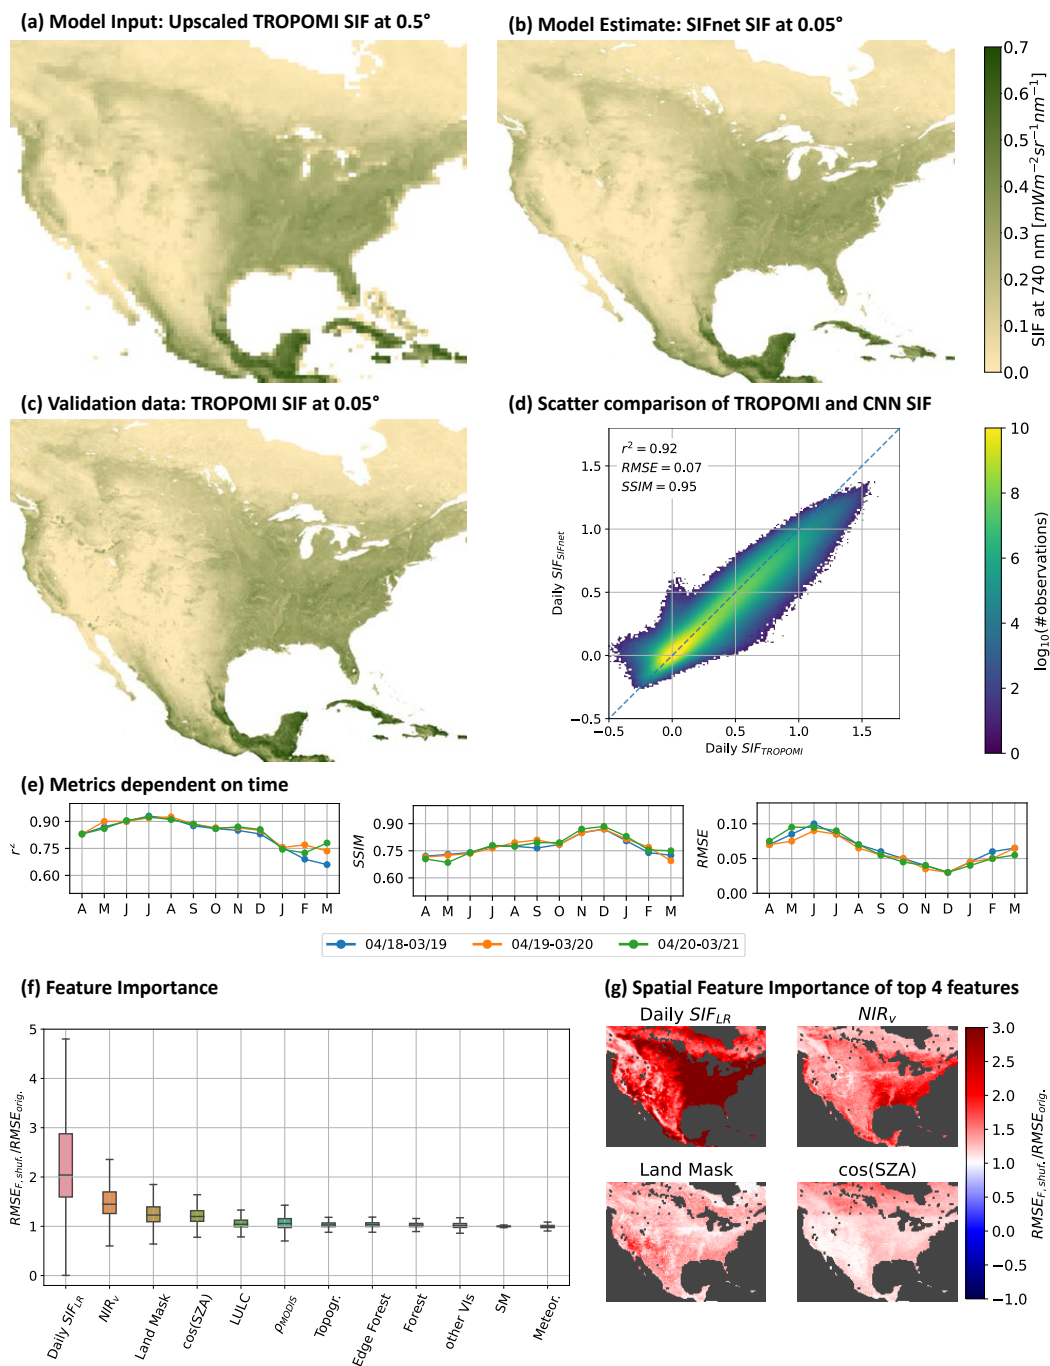 (a) Model Input: Upscaled TROPOMI SIF at 0.5°
(b) Model Estimate: SIFnet SIF at 0.05°
0.7
0.6
0.5
0.4
0.3
0.2
0.1
0.0
SIF at 740 nm [mWm⁻²sr⁻¹nm⁻¹]
(c) Validation data: TROPOMI SIF at 0.05°
(d) Scatter comparison of TROPOMI and CNN SIF
r² = 0.92
RMSE = 0.07
SSIM = 0.95
1.5
1.0
0.5
0.0
−0.5
Daily SIF_SIFnet
−0.5 0.0 0.5 1.0 1.5
Daily SIF_TROPOMI
10
8
6
4
2
0
log₁₀(#observations)
(e) Metrics dependent on time
0.90
0.75
0.60
r²
A M J J A S O N D J F M
0.90
0.75
0.60
SSIM
A M J J A S O N D J F M
0.10
0.05
0.00
RMSE
A M J J A S O N D J F M
04/18-03/19 04/19-03/20 04/20-03/21
(f) Feature Importance
5
4
3
2
1
0
RMSE_F, shuf./RMSE_orig.
Daily SIF_LR
NIR_v
Land Mask
cos(SZA)
LULC
ρ_MODIS
Topogr.
Edge Forest
Forest
other VIs
SM
Meteor.
(g) Spatial Feature Importance of top 4 features
Daily SIF_LR
NIR_v
Land Mask
cos(SZA)
3.0
2.5
2.0
1.5
1.0
0.5
0.0
−0.5
−1.0
RMSE_F, shuf./RMSE_orig.